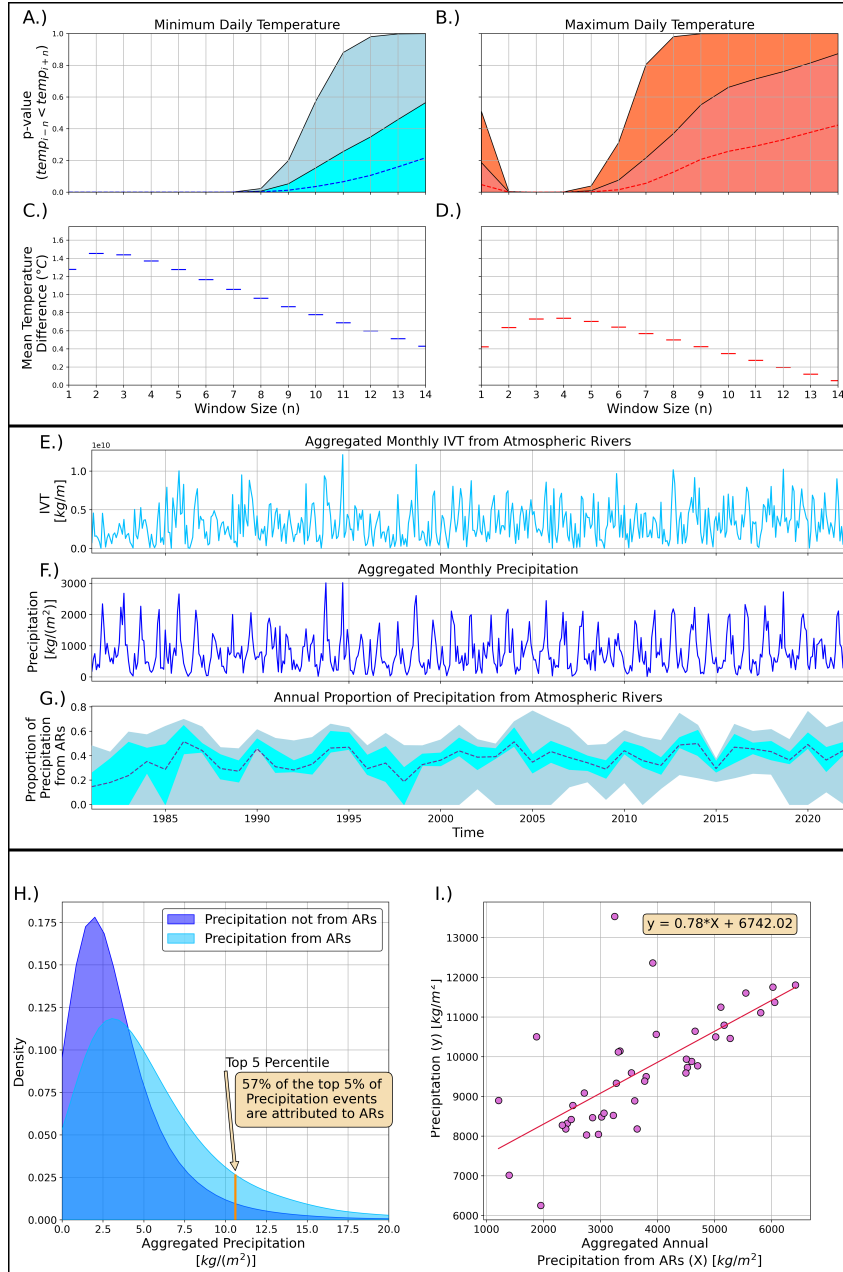 A.)
Minimum Daily Temperature
B.)
Maximum Daily Temperature
p-value
(temp_{i−n} < temp_{i+n})
1.0
0.8
0.6
0.4
0.2
0.0
C.)
D.)
Mean Temperature
Difference (°C)
1.6
1.4
1.2
1.0
0.8
0.6
0.4
0.2
0.0
1 2 3 4 5 6 7 8 9 10 11 12 13 14
Window Size (n)
1 2 3 4 5 6 7 8 9 10 11 12 13 14
Window Size (n)
E.)
Aggregated Monthly IVT from Atmospheric Rivers
1e10
IVT
[kg/m]
1.0
0.5
0.0
F.)
Aggregated Monthly Precipitation
Precipitation
[kg/(m²)]
3000
2000
1000
0
G.)
Annual Proportion of Precipitation from Atmospheric Rivers
Proportion of
Precipitation
from ARs
0.8
0.6
0.4
0.2
0.0
1985 1990 1995 2000 2005 2010 2015 2020
Time
H.)
Density
0.175
0.150
0.125
0.100
0.075
0.050
0.025
0.000
Precipitation not from ARs
Precipitation from ARs
Top 5 Percentile
57% of the top 5% of
Precipitation events
are attributed to ARs
0.0 2.5 5.0 7.5 10.0 12.5 15.0 17.5 20.0
Aggregated Precipitation
[kg/(m²)]
I.)
y = 0.78*X + 6742.02
Precipitation (y) [kg/m²]
13000
12000
11000
10000
9000
8000
7000
6000
1000 2000 3000 4000 5000 6000
Aggregated Annual
Precipitation from ARs (X) [kg/m²]